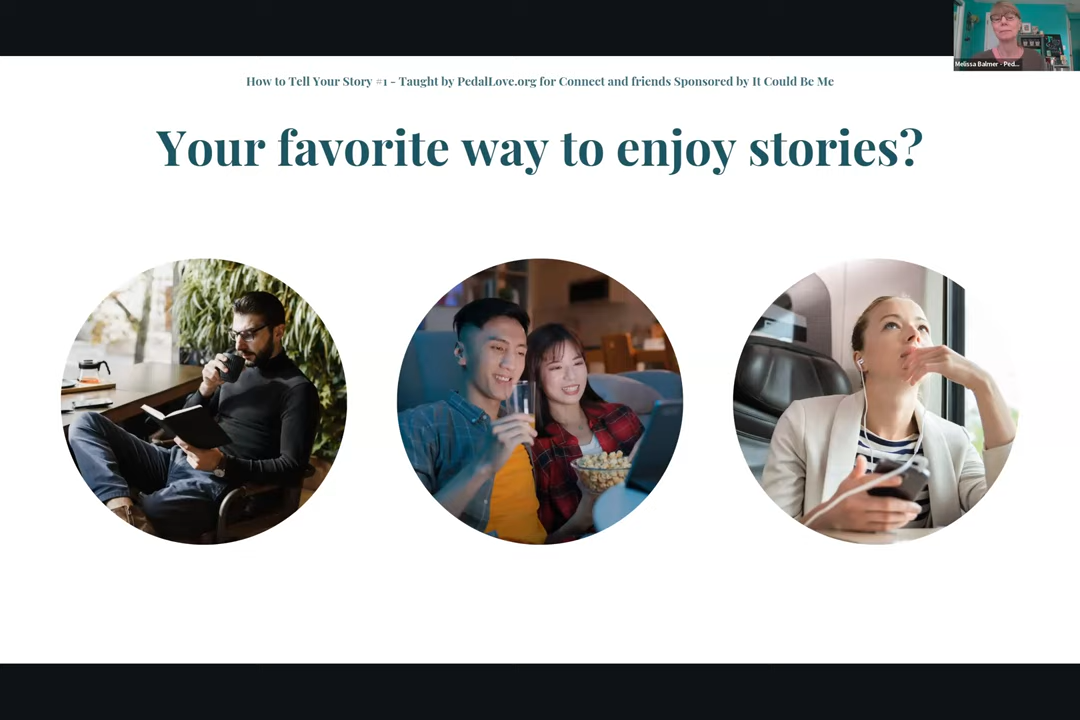 Melissa Balmer - Ped...
How to Tell Your Story #1 - Taught by PedalLove.org for Connect and friends Sponsored by It Could Be Me
Your favorite way to enjoy stories?